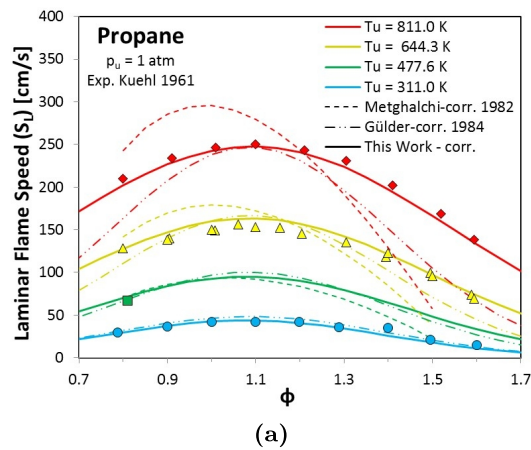 Propane
p_u = 1 atm
Exp. Kuehl 1961
Tu = 811.0 K
Tu = 644.3 K
Tu = 477.6 K
Tu = 311.0 K
Metghalchi-corr. 1982
Gülder-corr. 1984
This Work - corr.
Laminar Flame Speed (S_L) [cm/s]
400
350
300
250
200
150
100
50
0
0.7 0.9 1.1 1.3 1.5 1.7
ϕ
(a)